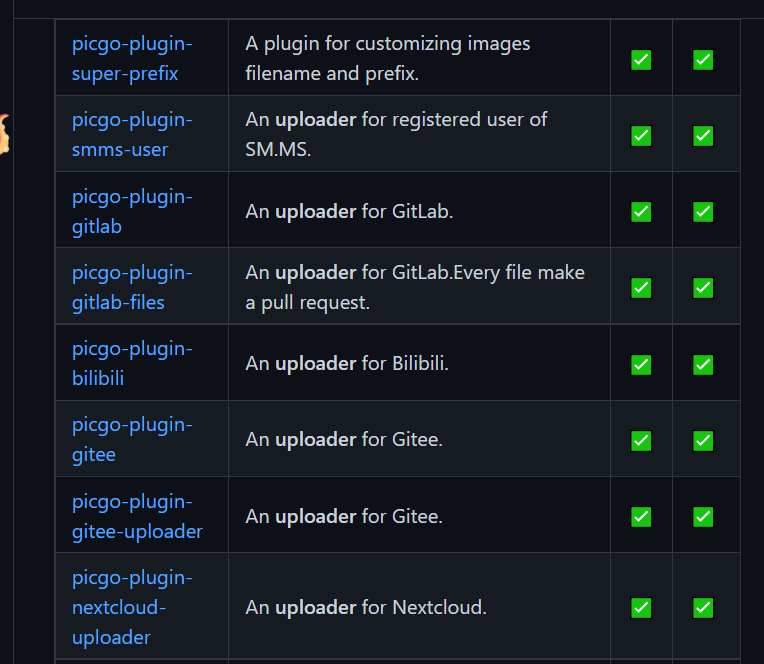 picgo-plugin-
super-prefix
A plugin for customizing images
filename and prefix.
picgo-plugin-
smms-user
An uploader for registered user of
SM.MS.
picgo-plugin-
gitlab
An uploader for GitLab.
picgo-plugin-
gitlab-files
An uploader for GitLab.Every file make
a pull request.
picgo-plugin-
bilibili
An uploader for Bilibili.
picgo-plugin-
gitee
An uploader for Gitee.
picgo-plugin-
gitee-uploader
An uploader for Gitee.
picgo-plugin-
nextcloud-
uploader
An uploader for Nextcloud.